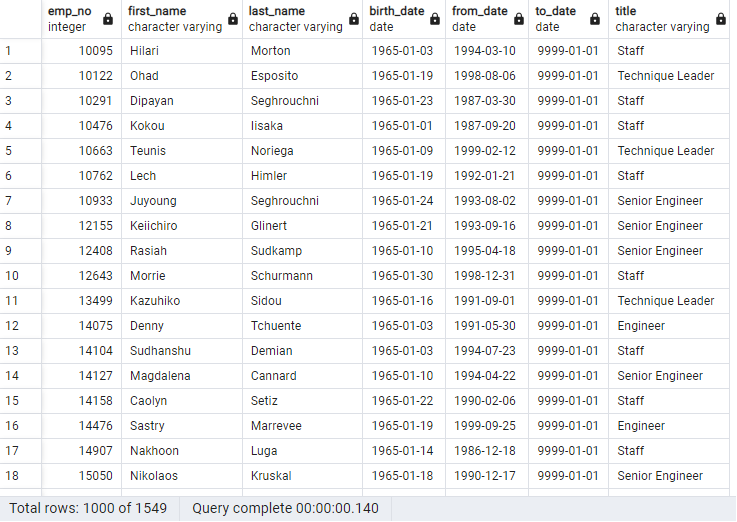 emp_no first_name last_name birth_date from_date to_date title
integer character varying character varying date date date character varying
1 10095 Hilari Morton 1965-01-03 1994-03-10 9999-01-01 Staff
2 10122 Ohad Esposito 1965-01-19 1998-08-06 9999-01-01 Technique Leader
3 10291 Dipayan Seghrouchni 1965-01-23 1987-03-30 9999-01-01 Staff
4 10476 Kokou Iisaka 1965-01-01 1987-09-20 9999-01-01 Staff
5 10663 Teunis Noriega 1965-01-09 1999-02-12 9999-01-01 Technique Leader
6 10762 Lech Himler 1965-01-19 1992-01-21 9999-01-01 Staff
7 10933 Juyoung Seghrouchni 1965-01-24 1993-08-02 9999-01-01 Senior Engineer
8 12155 Keiichiro Glinert 1965-01-21 1993-09-16 9999-01-01 Senior Engineer
9 12408 Rasiah Sudkamp 1965-01-10 1995-04-18 9999-01-01 Senior Engineer
10 12643 Morrie Schurmann 1965-01-30 1998-12-31 9999-01-01 Staff
11 13499 Kazuhiko Sidou 1965-01-16 1991-09-01 9999-01-01 Technique Leader
12 14075 Denny Tchuente 1965-01-03 1991-05-30 9999-01-01 Engineer
13 14104 Sudhanshu Demian 1965-01-03 1994-07-23 9999-01-01 Staff
14 14127 Magdalena Cannard 1965-01-10 1994-04-22 9999-01-01 Senior Engineer
15 14158 Caolyn Setiz 1965-01-22 1990-02-06 9999-01-01 Staff
16 14476 Sastry Marrevee 1965-01-19 1999-09-25 9999-01-01 Engineer
17 14907 Nakhoon Luga 1965-01-14 1986-12-18 9999-01-01 Staff
18 15050 Nikolaos Kruskal 1965-01-18 1990-12-17 9999-01-01 Senior Engineer
Total rows: 1000 of 1549 Query complete 00:00:00.140